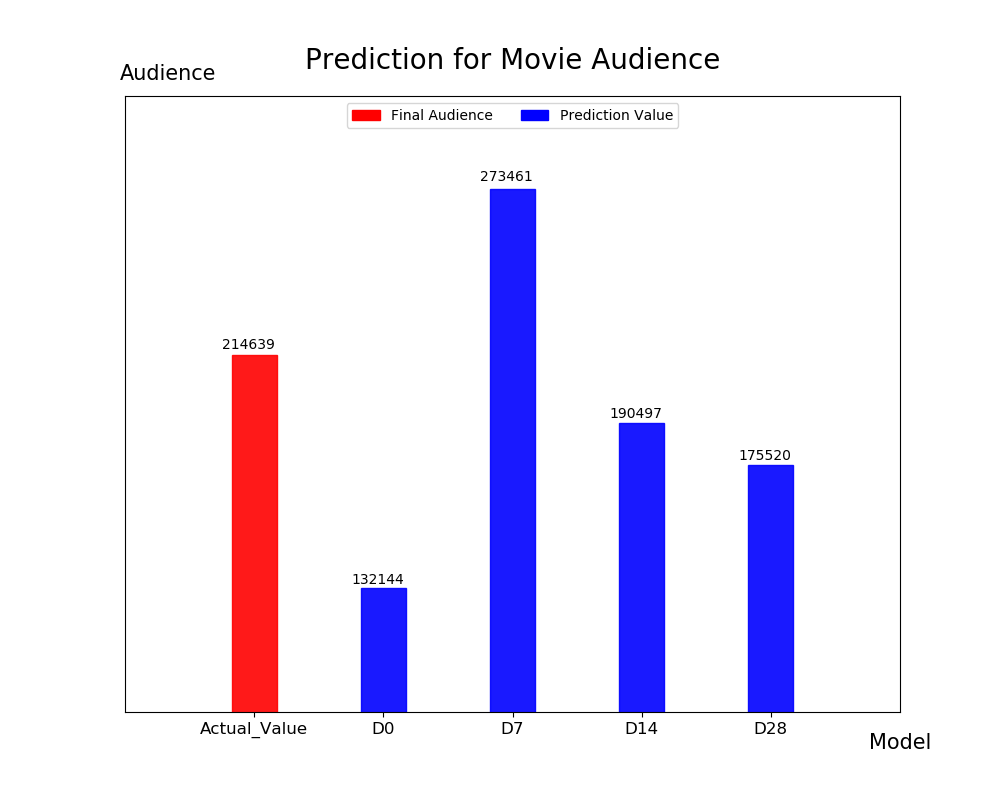 Prediction for Movie Audience
Audience
Final Audience
Prediction Value
273461
214639
190497
175520
132144
Actual_Value
D0
D7
D14
D28
Model